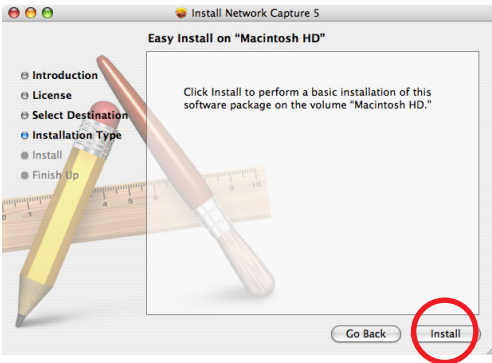 Install Network Capture 5
Easy Install on “Macintosh HD”
Introduction
License
Select Destination
Installation Type
Install
Finish Up
Click Install to perform a basic installation of this
software package on the volume “Macintosh HD.”
Go Back
Install